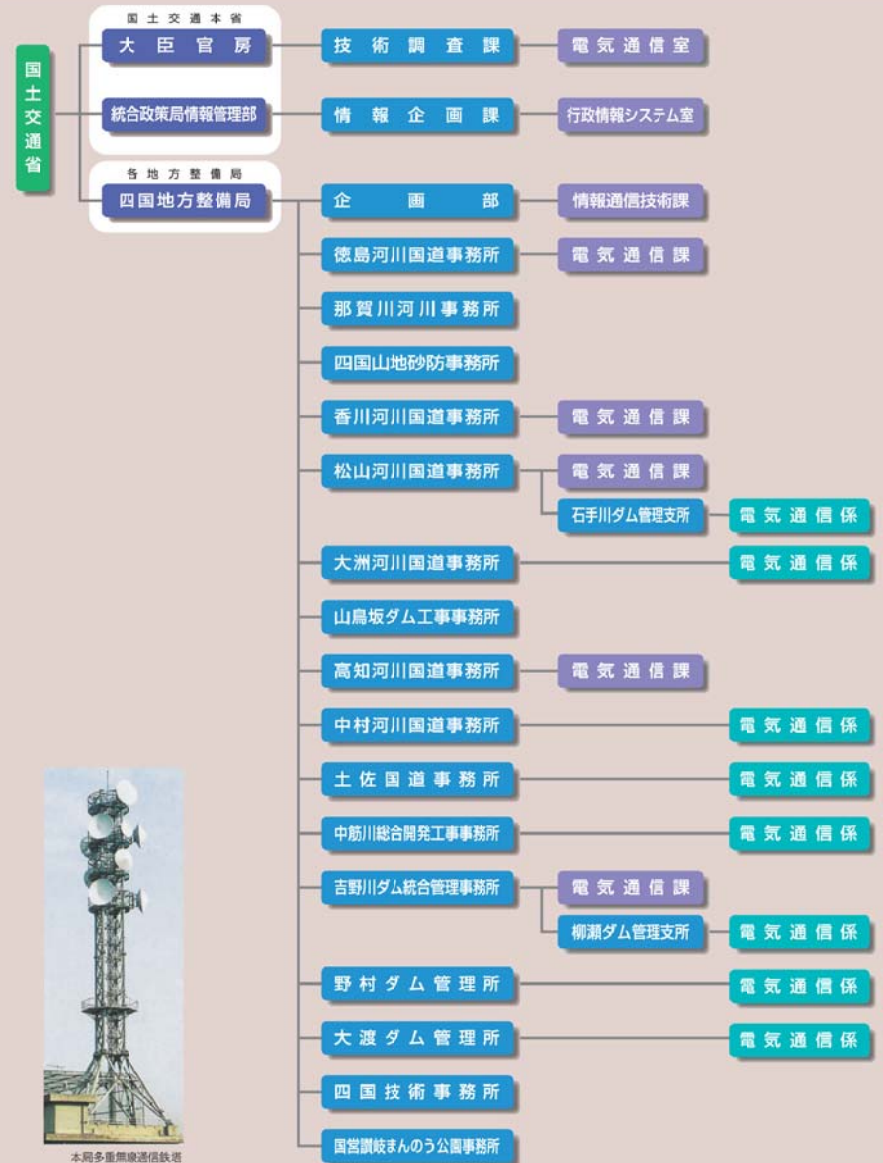 国土交通省
国土交通本省
大臣官房
技術調査課
電気通信室
統合政策局情報管理部
情報企画課
行政情報システム室
各地方整備局
四国地方整備局
企画部
情報通信技術課
徳島河川国道事務所
電気通信課
那賀川河川事務所
四国山地砂防事務所
香川河川国道事務所
電気通信課
松山河川国道事務所
電気通信課
石手川ダム管理支所
電気通信係
大洲河川国道事務所
電気通信係
山鳥坂ダム工事事務所
高知河川国道事務所
電気通信課
中村河川国道事務所
電気通信係
土佐国道事務所
電気通信係
中筋川総合開発工事事務所
電気通信係
吉野川ダム統合管理事務所
電気通信課
柳瀬ダム管理支所
電気通信係
野村ダム管理所
電気通信係
大渡ダム管理所
電気通信係
四国技術事務所
国営讃岐まんのう公園事務所
本局多重無線通信鉄塔